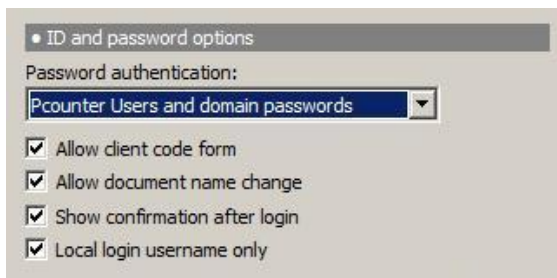 • ID and password options
Password authentication:
Pcounter Users and domain passwords
Allow client code form
Allow document name change
Show confirmation after login
Local login username only